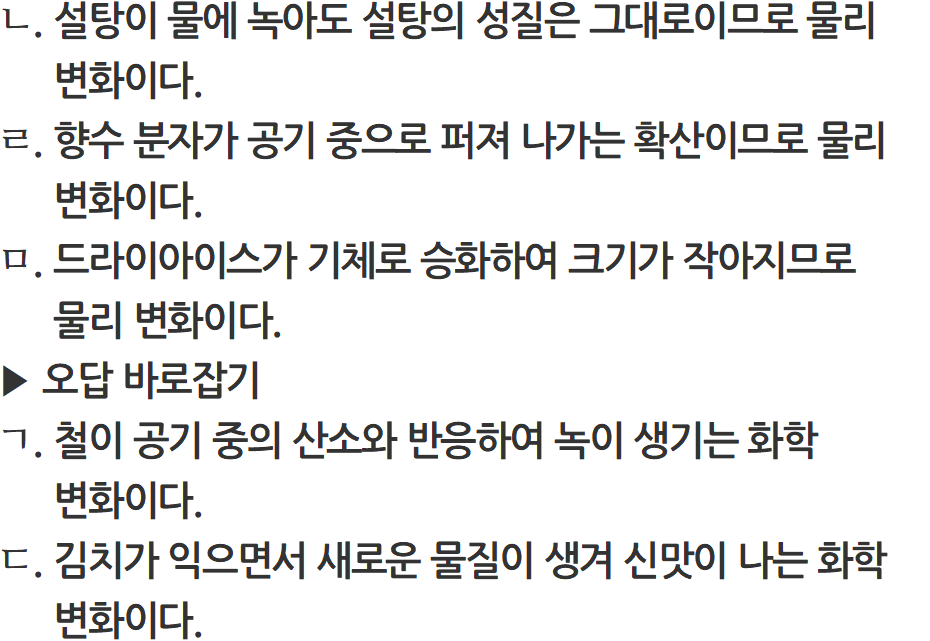 ㄴ. 설탕이 물에 녹아도 설탕의 성질은 그대로이므로 물리
변화이다.
ㄹ. 향수 분자가 공기 중으로 퍼져 나가는 확산이므로 물리
변화이다.
ㅁ. 드라이아이스가 기체로 승화하여 크기가 작아지므로
물리 변화이다.
▶ 오답 바로잡기
ㄱ. 철이 공기 중의 산소와 반응하여 녹이 생기는 화학
변화이다.
ㄷ. 김치가 익으면서 새로운 물질이 생겨 신맛이 나는 화학
변화이다.